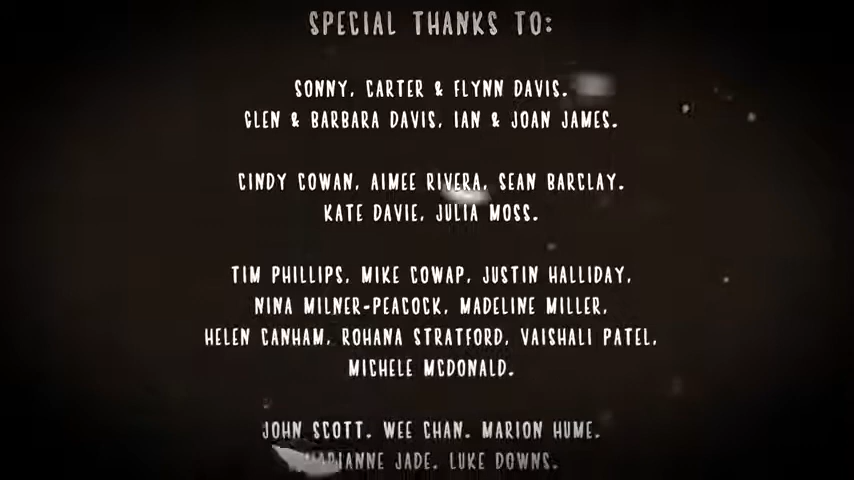 SPECIAL THANKS TO:
SONNY, CARTER & FLYNN DAVIS.
GLEN & BARBARA DAVIS, IAN & JOAN JAMES.
CINDY COWAN, AIMEE RIVERA, SEAN BARCLAY.
KATE DAVIE, JULIA MOSS.
TIM PHILLIPS, MIKE COWAP, JUSTIN HALLIDAY,
NINA MILNER-PEACOCK, MADELINE MILLER,
HELEN CANHAM, ROHANA STRATFORD, VAISHALI PATEL,
MICHELE MCDONALD.
JOHN SCOTT. WEE CHAN. MARION HUME.
JADE. LUKE DOWNS.